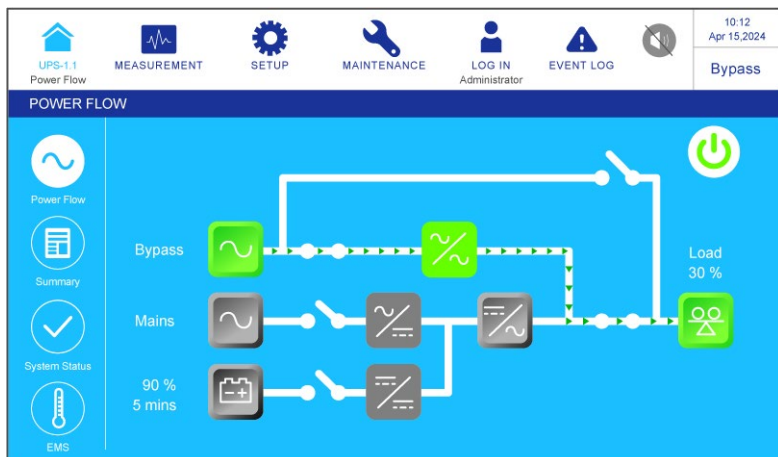 UPS-1.1
Power Flow
MEASUREMENT
SETUP
MAINTENANCE
LOG IN
Administrator
EVENT LOG
10:12
Apr 15,2024
Bypass
POWER FLOW
Power Flow
Summary
System Status
EMS
Bypass
Mains
90 %
5 mins
Load
30 %